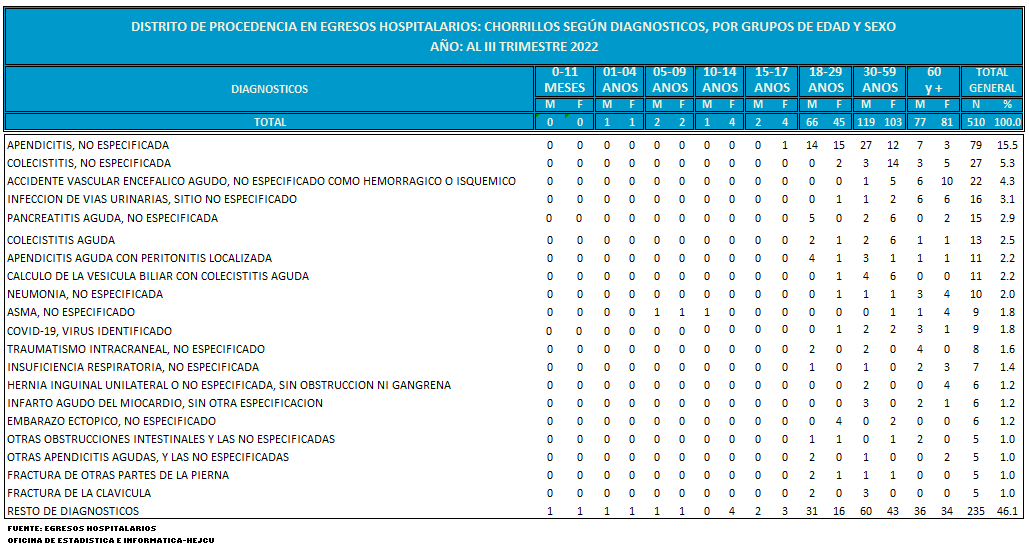 DISTRITO DE PROCEDENCIA EN EGRESOS HOSPITALARIOS: CHORRILLOS SEGÚN DIAGNOSTICOS, POR GRUPOS DE EDAD Y SEXO
AÑO: AL III TRIMESTRE 2022
DIAGNOSTICOS 0-11 MESES 01-04 ANOS 05-09 ANOS 10-14 ANOS 15-17 ANOS 18-29 ANOS 30-59 ANOS 60 y + TOTAL GENERAL
M F M F M F M F M F M F M F M F N %
TOTAL 0 0 1 1 2 2 1 4 2 4 66 45 119 103 77 81 510 100.0
APENDICITIS, NO ESPECIFICADA 0 0 0 0 0 0 0 0 0 1 14 15 27 12 7 3 79 15.5
COLECISTITIS, NO ESPECIFICADA 0 0 0 0 0 0 0 0 0 0 0 2 3 14 3 5 27 5.3
ACCIDENTE VASCULAR ENCEFALICO AGUDO, NO ESPECIFICADO COMO HEMORRAGICO O ISQUEMICO 0 0 0 0 0 0 0 0 0 0 0 0 1 5 6 10 22 4.3
INFECCION DE VIAS URINARIAS, SITIO NO ESPECIFICADO 0 0 0 0 0 0 0 0 0 0 0 1 1 2 6 6 16 3.1
PANCREATITIS AGUDA, NO ESPECIFICADA 0 0 0 0 0 0 0 0 0 0 5 0 2 6 0 2 15 2.9
COLECISTITIS AGUDA 0 0 0 0 0 0 0 0 0 0 2 1 2 6 1 1 13 2.5
APENDICITIS AGUDA CON PERITONITIS LOCALIZADA 0 0 0 0 0 0 0 0 0 0 4 1 3 1 1 1 11 2.2
CALCULO DE LA VESICULA BILIAR CON COLECISTITIS AGUDA 0 0 0 0 0 0 0 0 0 0 0 1 4 6 0 0 11 2.2
NEUMONIA, NO ESPECIFICADA 0 0 0 0 0 0 0 0 0 0 0 1 1 1 3 4 10 2.0
ASMA, NO ESPECIFICADO 0 0 0 0 1 1 1 0 0 0 0 0 0 1 1 4 9 1.8
COVID-19, VIRUS IDENTIFICADO 0 0 0 0 0 0 0 0 0 0 0 1 2 2 3 1 9 1.8
TRAUMATISMO INTRACRANEAL, NO ESPECIFICADO 0 0 0 0 0 0 0 0 0 0 2 0 2 0 4 0 8 1.6
INSUFICIENCIA RESPIRATORIA, NO ESPECIFICADA 0 0 0 0 0 0 0 0 0 0 1 0 1 0 2 3 7 1.4
HERNIA INGUINAL UNILATERAL O NO ESPECIFICADA, SIN OBSTRUCCION NI GANGRENA 0 0 0 0 0 0 0 0 0 0 0 0 2 0 0 4 6 1.2
INFARTO AGUDO DEL MIOCARDIO, SIN OTRA ESPECIFICACION 0 0 0 0 0 0 0 0 0 0 0 0 3 0 2 1 6 1.2
EMBARAZO ECTOPICO, NO ESPECIFICADO 0 0 0 0 0 0 0 0 0 0 0 4 0 2 0 0 6 1.2
OTRAS OBSTRUCCIONES INTESTINALES Y LAS NO ESPECIFICADAS 0 0 0 0 0 0 0 0 0 0 1 1 0 1 2 0 5 1.0
OTRAS APENDICITIS AGUDAS, Y LAS NO ESPECIFICADAS 0 0 0 0 0 0 0 0 0 0 2 0 1 0 0 2 5 1.0
FRACTURA DE OTRAS PARTES DE LA PIERNA 0 0 0 0 0 0 0 0 0 0 2 1 1 1 0 0 5 1.0
FRACTURA DE LA CLAVICULA 0 0 0 0 0 0 0 0 0 0 2 0 3 0 0 0 5 1.0
RESTO DE DIAGNOSTICOS 1 1 1 1 1 1 0 4 2 3 31 16 60 43 36 34 235 46.1
FUENTE: EGRESOS HOSPITALARIOS
OFICINA DE ESTADISTICA E INFORMATICA-HEJCU